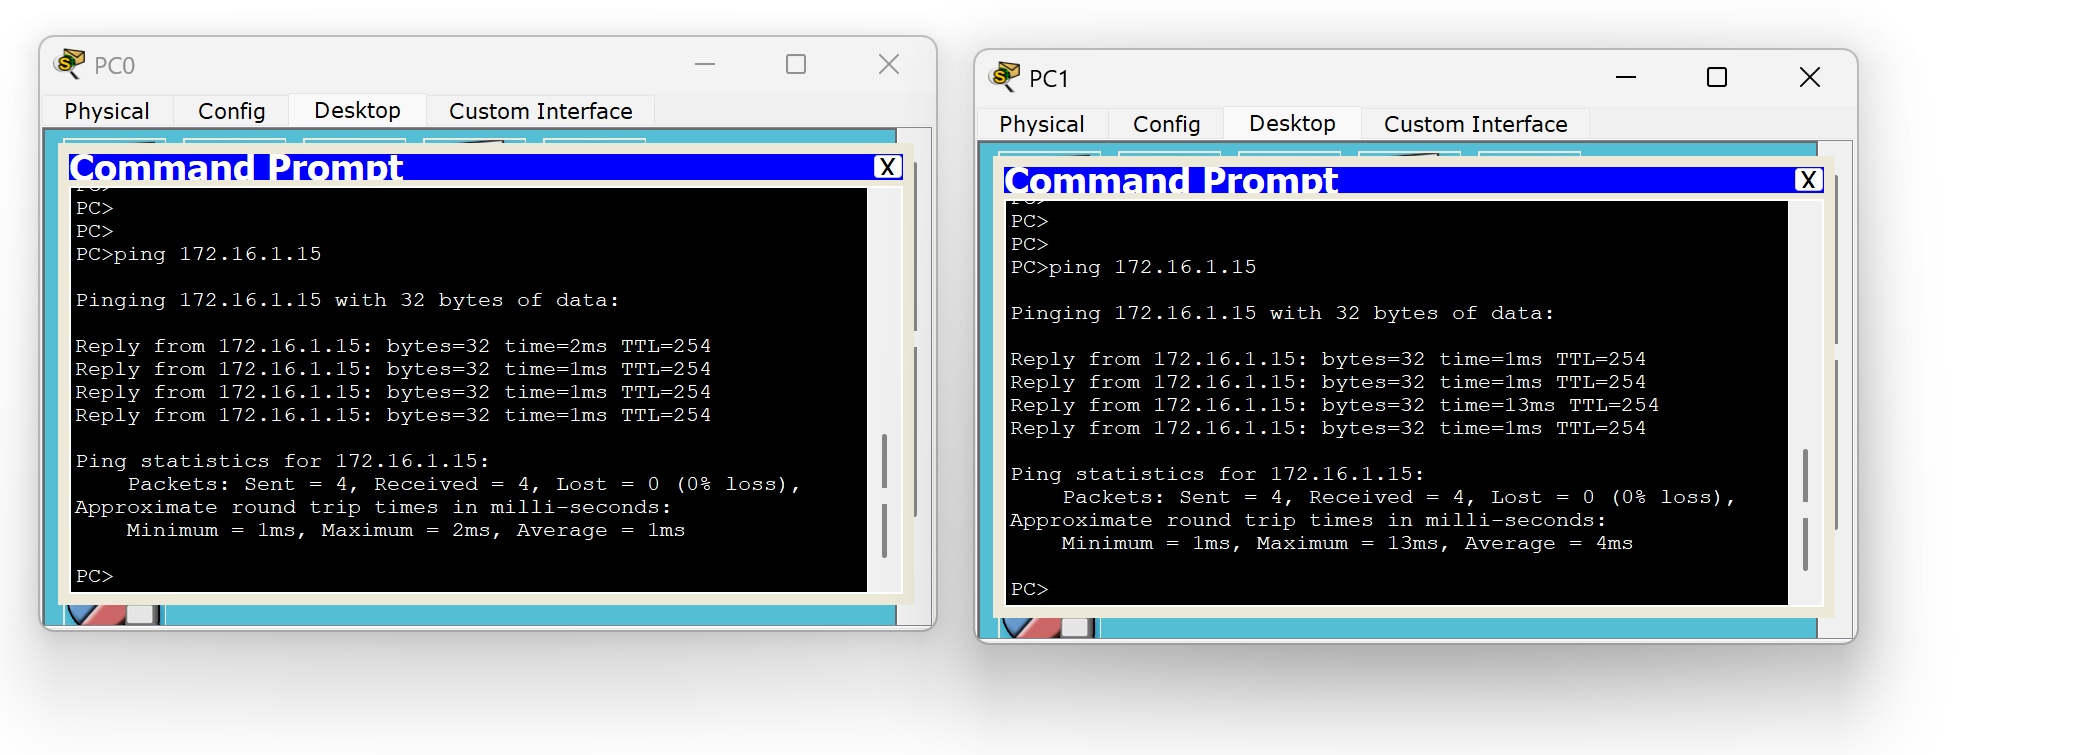 PC0
Physical Config Desktop Custom Interface
Command Prompt X
PC>
PC>
PC>
PC>ping 172.16.1.15
Pinging 172.16.1.15 with 32 bytes of data:
Reply from 172.16.1.15: bytes=32 time=2ms TTL=254
Reply from 172.16.1.15: bytes=32 time=1ms TTL=254
Reply from 172.16.1.15: bytes=32 time=1ms TTL=254
Reply from 172.16.1.15: bytes=32 time=1ms TTL=254
Ping statistics for 172.16.1.15:
    Packets: Sent = 4, Received = 4, Lost = 0 (0% loss),
Approximate round trip times in milli-seconds:
    Minimum = 1ms, Maximum = 2ms, Average = 1ms
PC>
PC1
Physical Config Desktop Custom Interface
Command Prompt X
PC>
PC>
PC>
PC>ping 172.16.1.15
Pinging 172.16.1.15 with 32 bytes of data:
Reply from 172.16.1.15: bytes=32 time=1ms TTL=254
Reply from 172.16.1.15: bytes=32 time=1ms TTL=254
Reply from 172.16.1.15: bytes=32 time=13ms TTL=254
Reply from 172.16.1.15: bytes=32 time=1ms TTL=254
Ping statistics for 172.16.1.15:
    Packets: Sent = 4, Received = 4, Lost = 0 (0% loss),
Approximate round trip times in milli-seconds:
    Minimum = 1ms, Maximum = 13ms, Average = 4ms
PC>